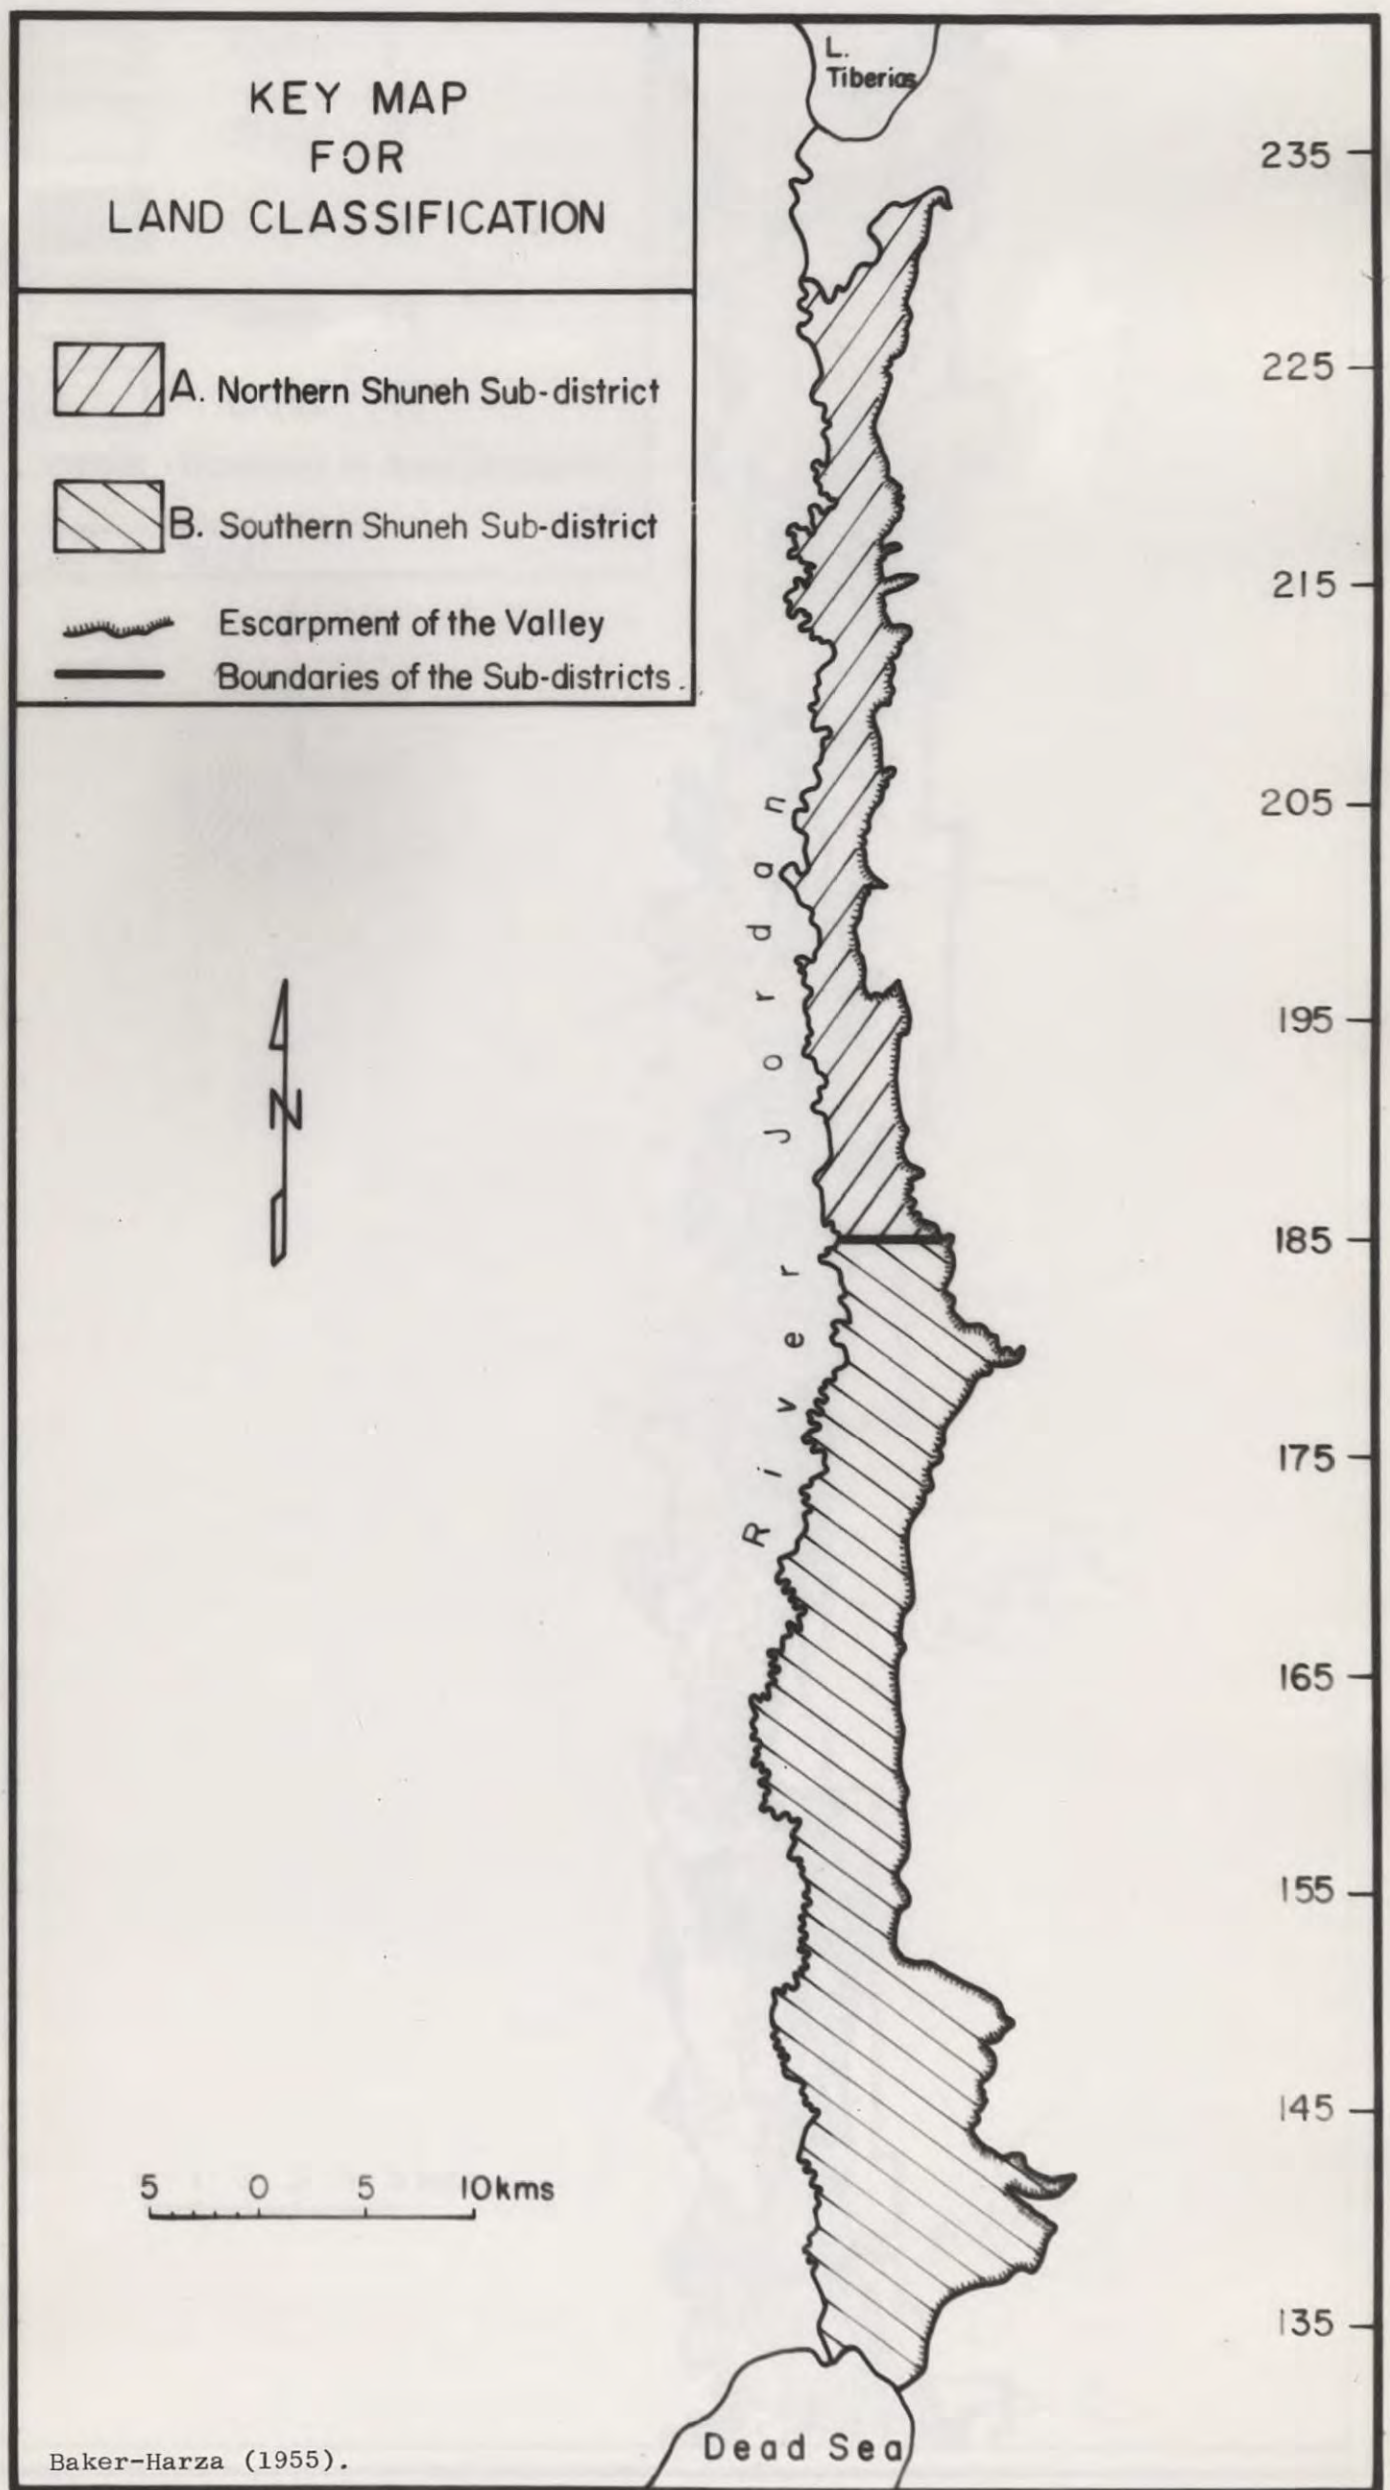 KEY MAP
FOR
LAND CLASSIFICATION
A. Northern Shuneh Sub-district
B. Southern Shuneh Sub-district
Escarpment of the Valley
Boundaries of the Sub-districts.
L.
Tiberias
235
225
215
205
195
185
175
165
155
145
135
River Jordan
N
5 0 5 10kms
Dead Sea
Baker-Harza (1955).